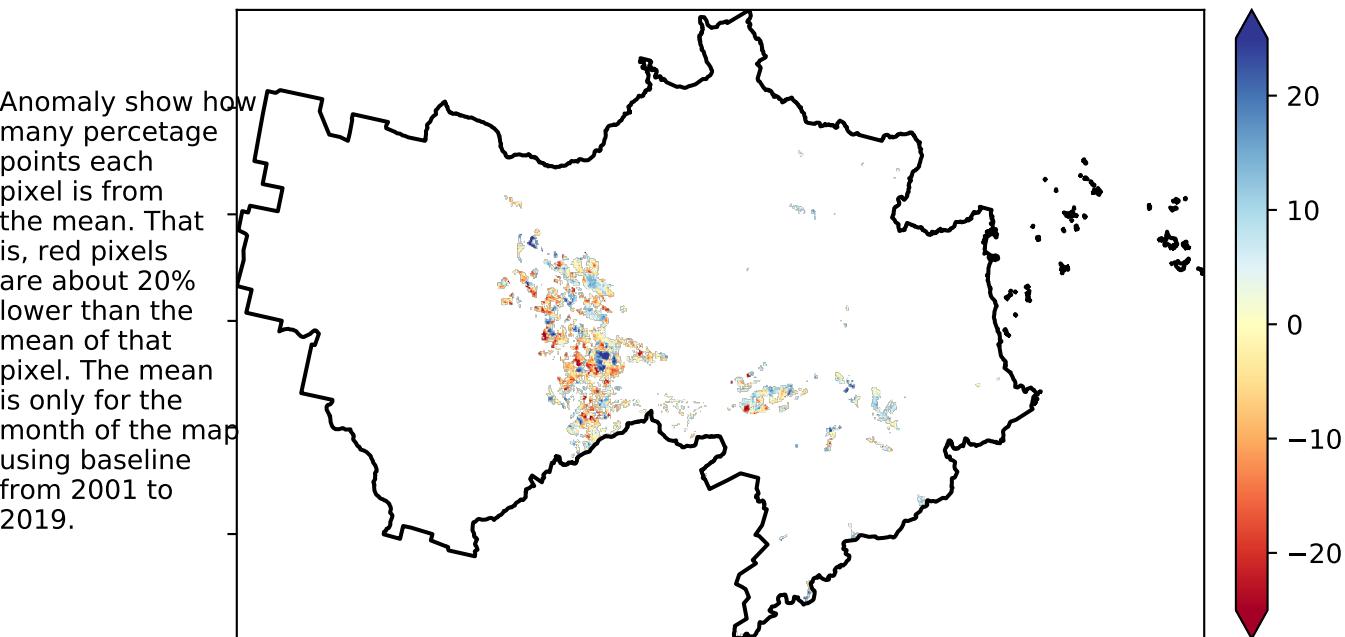 Anomaly show how
many percetage
points each
pixel is from
the mean. That
is, red pixels
are about 20%
lower than the
mean of that
pixel. The mean
is only for the
month of the map
using baseline
from 2001 to
2019.
20
10
0
−10
−20